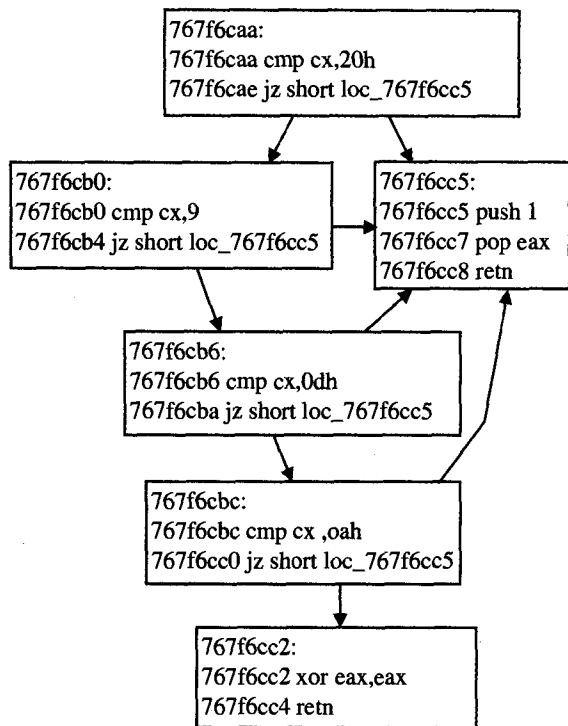 767f6caa:
767f6caa cmp cx,20h
767f6cae jz short loc_767f6cc5
767f6cb0:
767f6cb0 cmp cx,9
767f6cb4 jz short loc_767f6cc5
767f6cc5:
767f6cc5 push 1
767f6cc7 pop eax
767f6cc8 retn
767f6cb6:
767f6cb6 cmp cx,0dh
767f6cba jz short loc_767f6cc5
767f6cbc:
767f6cbc cmp cx ,oah
767f6cc0 jz short loc_767f6cc5
767f6cc2:
767f6cc2 xor eax,eax
767f6cc4 retn